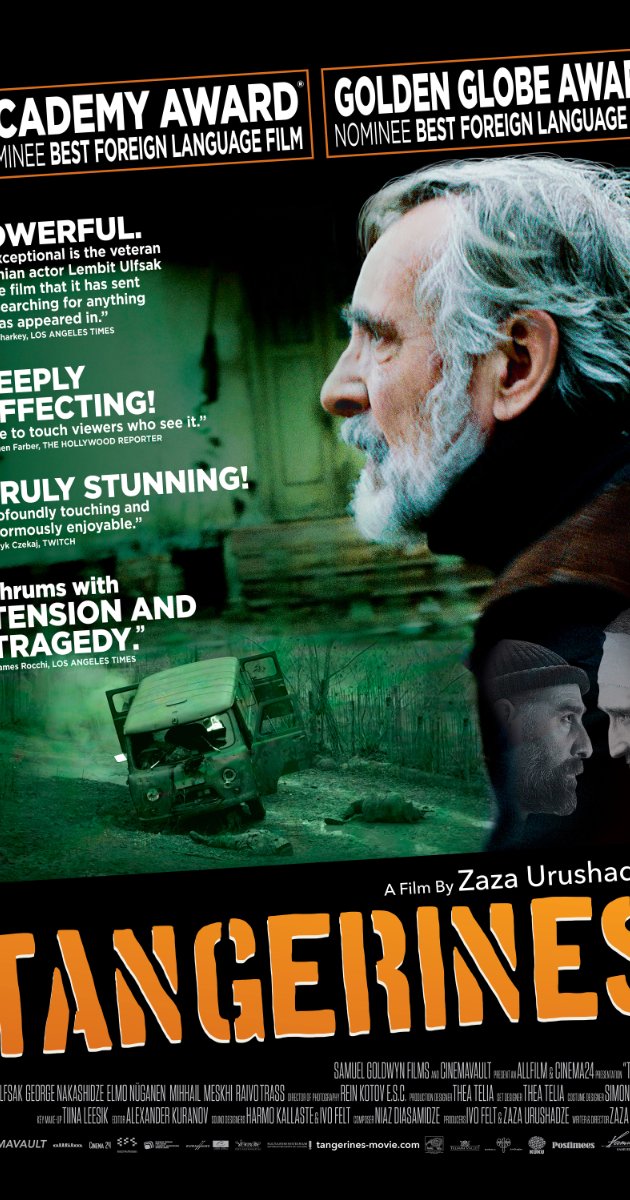 CADEMY AWARD®
MINEE BEST FOREIGN LANGUAGE FILM
GOLDEN GLOBE AWA
NOMINEE BEST FOREIGN LANGUAGE
OWERFUL.
xceptional is the veteran
nian actor Lembit Ulfsak
e film that it has sent
earching for anything
as appeared in.”
harkey, LOS ANGELES TIMES
EEPLY
FFECTING!
e to touch viewers who see it.”
en Farber, THE HOLLYWOOD REPORTER
RULY STUNNING!
ofoundly touching and
ormously enjoyable.”
yk Czekaj, TWITCH
hrums with
TENSION AND
TRAGEDY.”
ames Rocchi, LOS ANGELES TIMES
A Film By Zaza Urushad
TANGERINES
SAMUEL GOLDWYN FILMS AND CINEMAVAULT PRESENT AN ALLFILM & CINEMA24 PRESENTATION “T
LFSAK GEORGE NAKASHIDZE ELMO NÜGANEN MIHHAIL MESKHI RAIVO TRASS DIRECTOR OF PHOTOGRAPHY REIN KOTOV E.S.C. PRODUCTION DESIGNER THEA TELIA SET DESIGNER THEA TELIA COSTUME DESIGNER SIMON
KEY MAKE-UP TIINA LEESIK EDITOR ALEXANDER KURANOV SOUND DESIGNERS HARMO KALLASTE & IVO FELT COMPOSER NIAZ DIASAMIDZE PRODUCERS IVO FELT & ZAZA URUSHADZE WRITER & DIRECTOR ZAZA
MAVAULT CINEMA 24 tangerines-movie.com KUKU Postimees